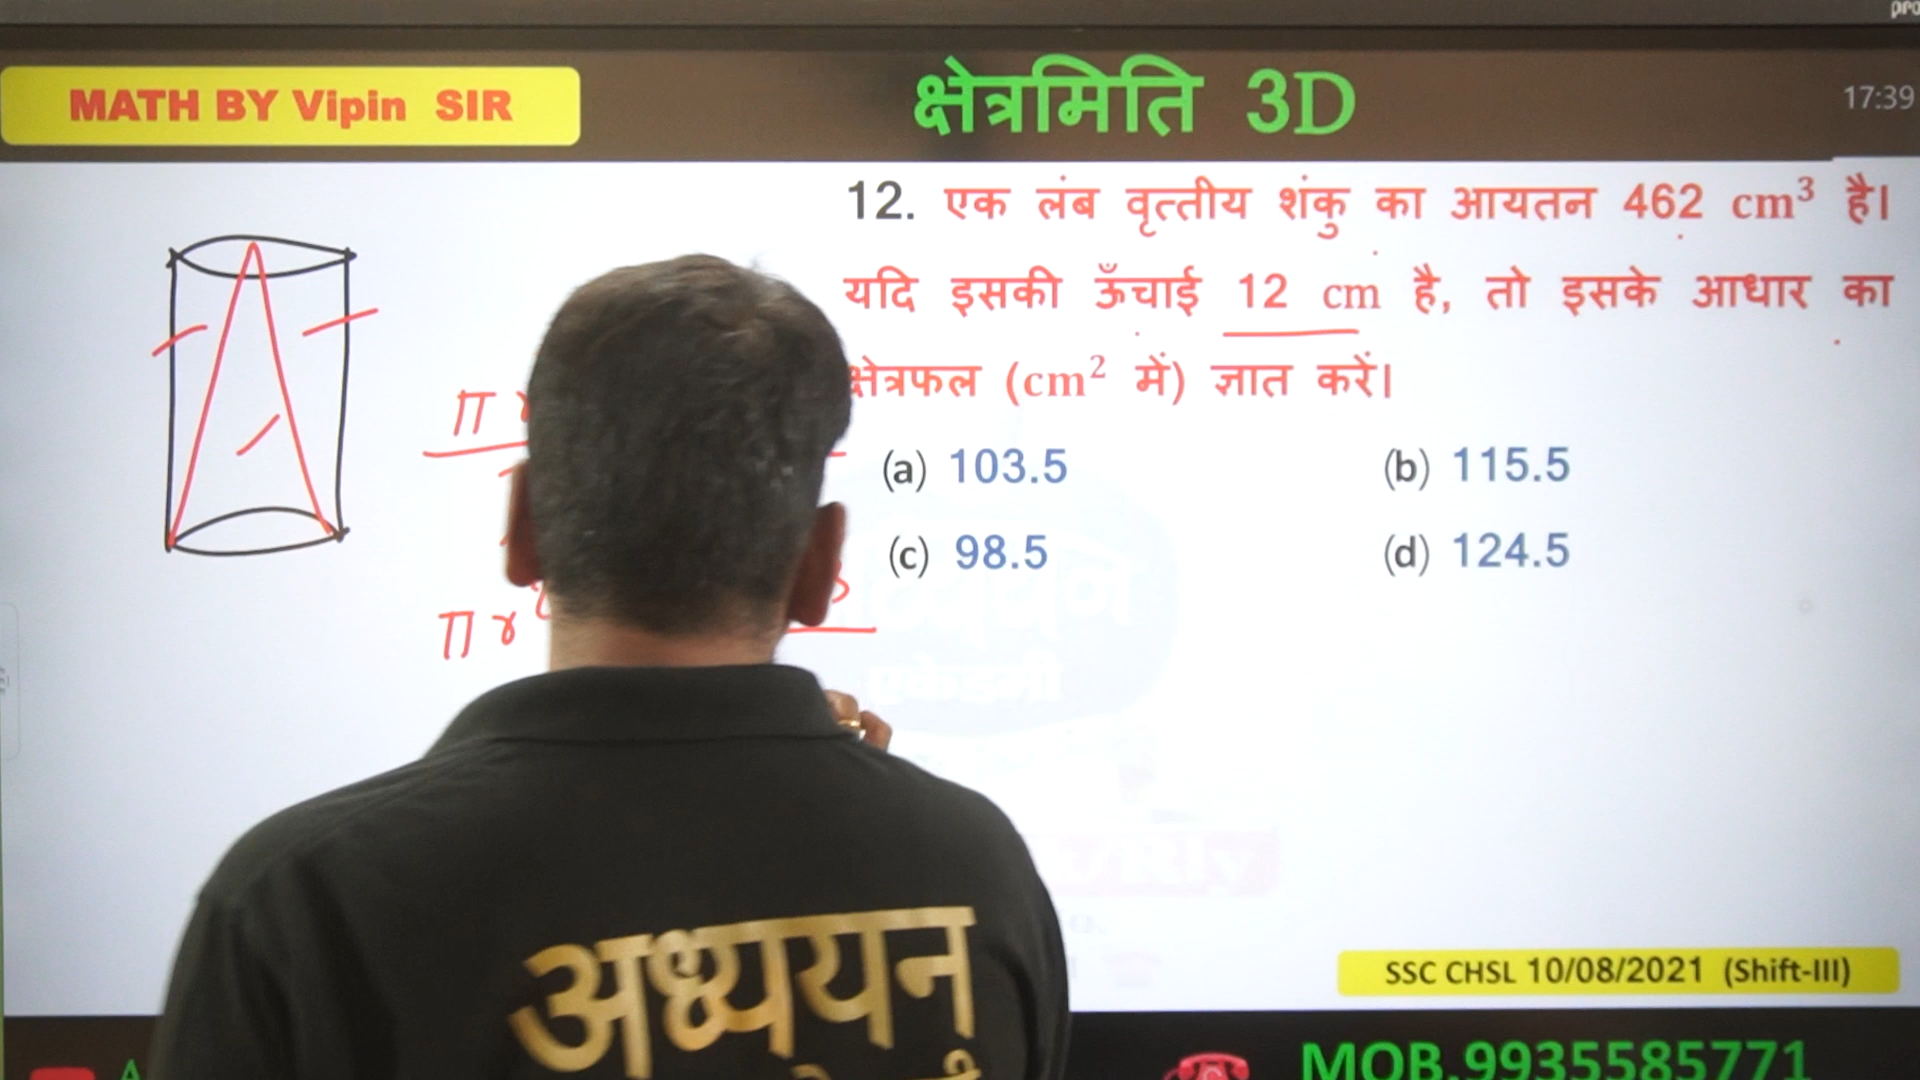 MATH BY Vipin SIR
क्षेत्रमिति 3D
17:39
12. एक लंब वृत्तीय शंकु का आयतन 462 cm³ है।
यदि इसकी ऊँचाई 12 cm है, तो इसके आधार का
क्षेत्रफल (cm² में) ज्ञात करें।
(a) 103.5 (b) 115.5
(c) 98.5 (d) 124.5
π r
π r
SSC CHSL 10/08/2021 (Shift-III)
अध्ययन
MOB.9935585771